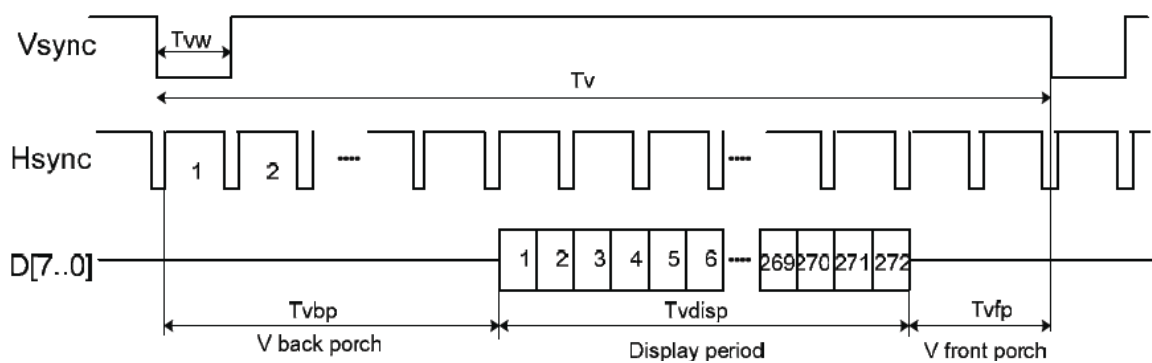 Vsync
Tvw
Tv
Hsync
1 2 .... ....
D[7..0]
1 2 3 4 5 6 .... 269 270 271 272
Tvbp Tvdisp Tvfp
V back porch Display period V front porch